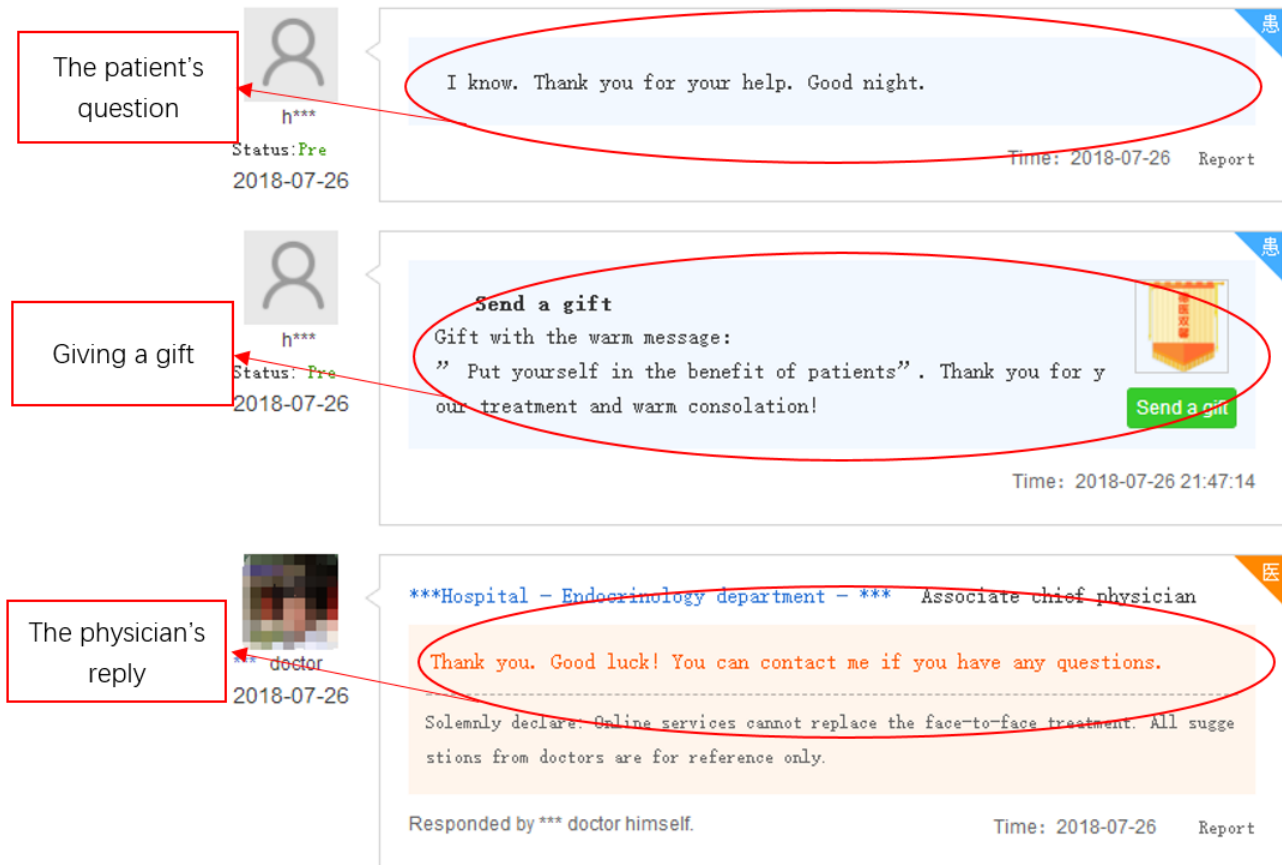 The patient's
question
h***
Status:Pre
2018-07-26
患
I know. Thank you for your help. Good night.
Time: 2018-07-26 Report
Giving a gift
h***
Status: Pre
2018-07-26
患
Send a gift
Gift with the warm message:
” Put yourself in the benefit of patients”. Thank you for y
our treatment and warm consolation!
Send a gift
Time: 2018-07-26 21:47:14
The physician's
reply
*** doctor
2018-07-26
医
***Hospital - Endocrinology department - *** Associate chief physician
Thank you. Good luck! You can contact me if you have any questions.
Solemnly declare: Online services cannot replace the face-to-face treatment. All sugge
stions from doctors are for reference only.
Responded by *** doctor himself.
Time: 2018-07-26 Report